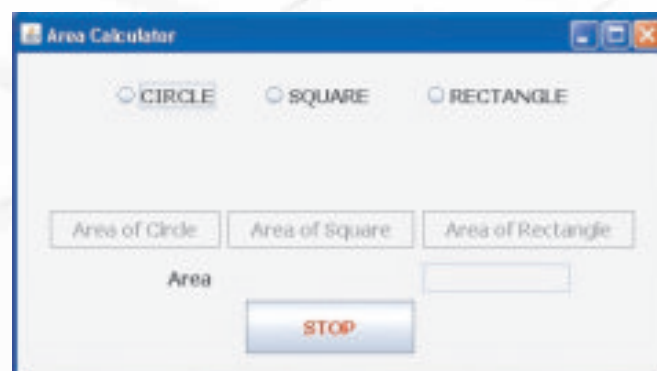 Area Calculator
CIRCLE SQUARE RECTANGLE
Area of Circle Area of Square Area of Rectangle
Area
STOP